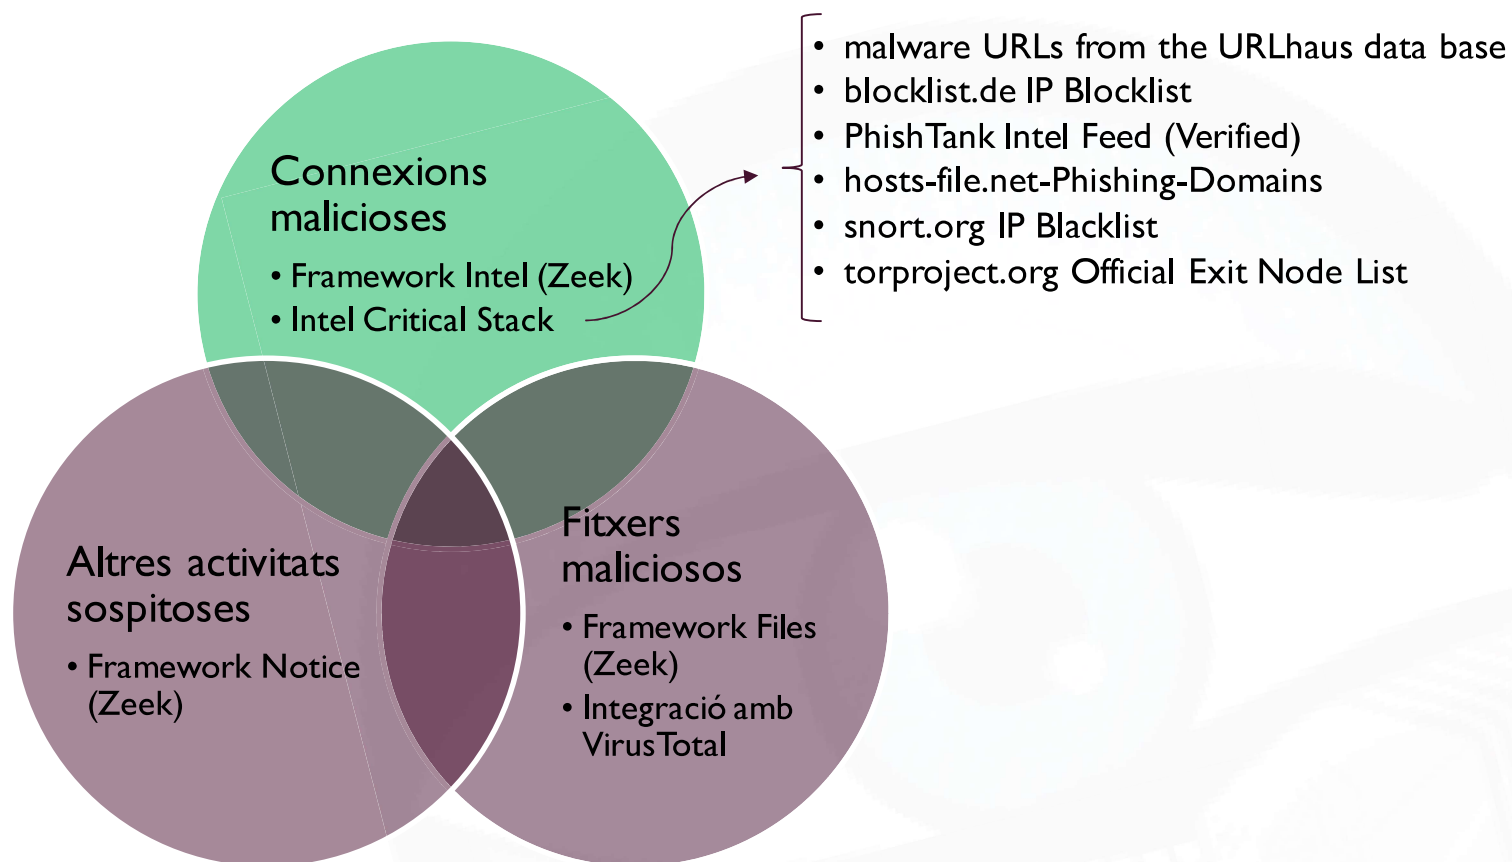 Connexions
malicioses
• Framework Intel (Zeek)
• Intel Critical Stack
• malware URLs from the URLhaus data base
• blocklist.de IP Blocklist
• PhishTank Intel Feed (Verified)
• hosts-file.net-Phishing-Domains
• snort.org IP Blacklist
• torproject.org Official Exit Node List
Altres activitats
sospitoses
• Framework Notice
(Zeek)
Fitxers
maliciosos
• Framework Files
(Zeek)
• Integració amb
VirusTotal